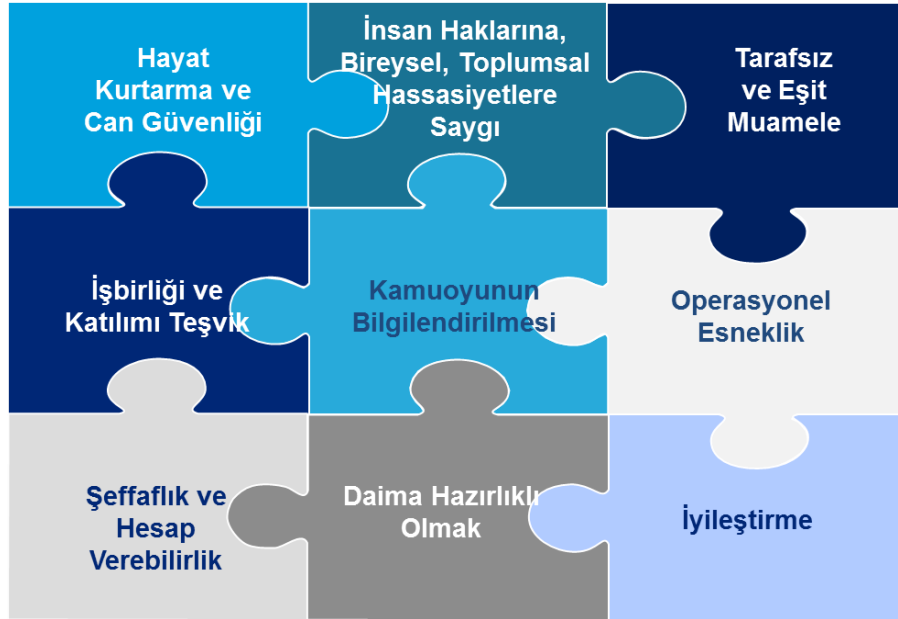 Hayat
Kurtarma ve
Can Güvenliği
İnsan Haklarına,
Bireysel, Toplumsal
Hassasiyetlere
Saygı
Tarafsız
ve Eşit
Muamele
İşbirliği ve
Katılımı Teşvik
Kamuoyunun
Bilgilendirilmesi
Operasyonel
Esneklik
Şeffaflık ve
Hesap
Verebilirlik
Daima Hazırlıklı
Olmak
İyileştirme